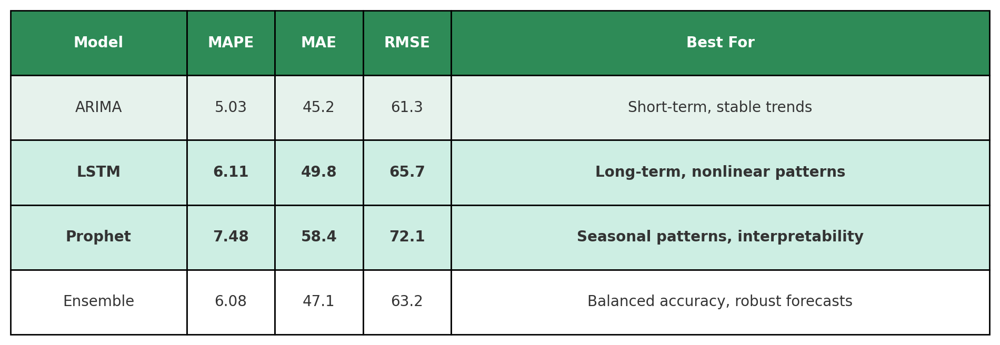 Model MAPE MAE RMSE Best For
ARIMA 5.03 45.2 61.3 Short-term, stable trends
LSTM 6.11 49.8 65.7 Long-term, nonlinear patterns
Prophet 7.48 58.4 72.1 Seasonal patterns, interpretability
Ensemble 6.08 47.1 63.2 Balanced accuracy, robust forecasts